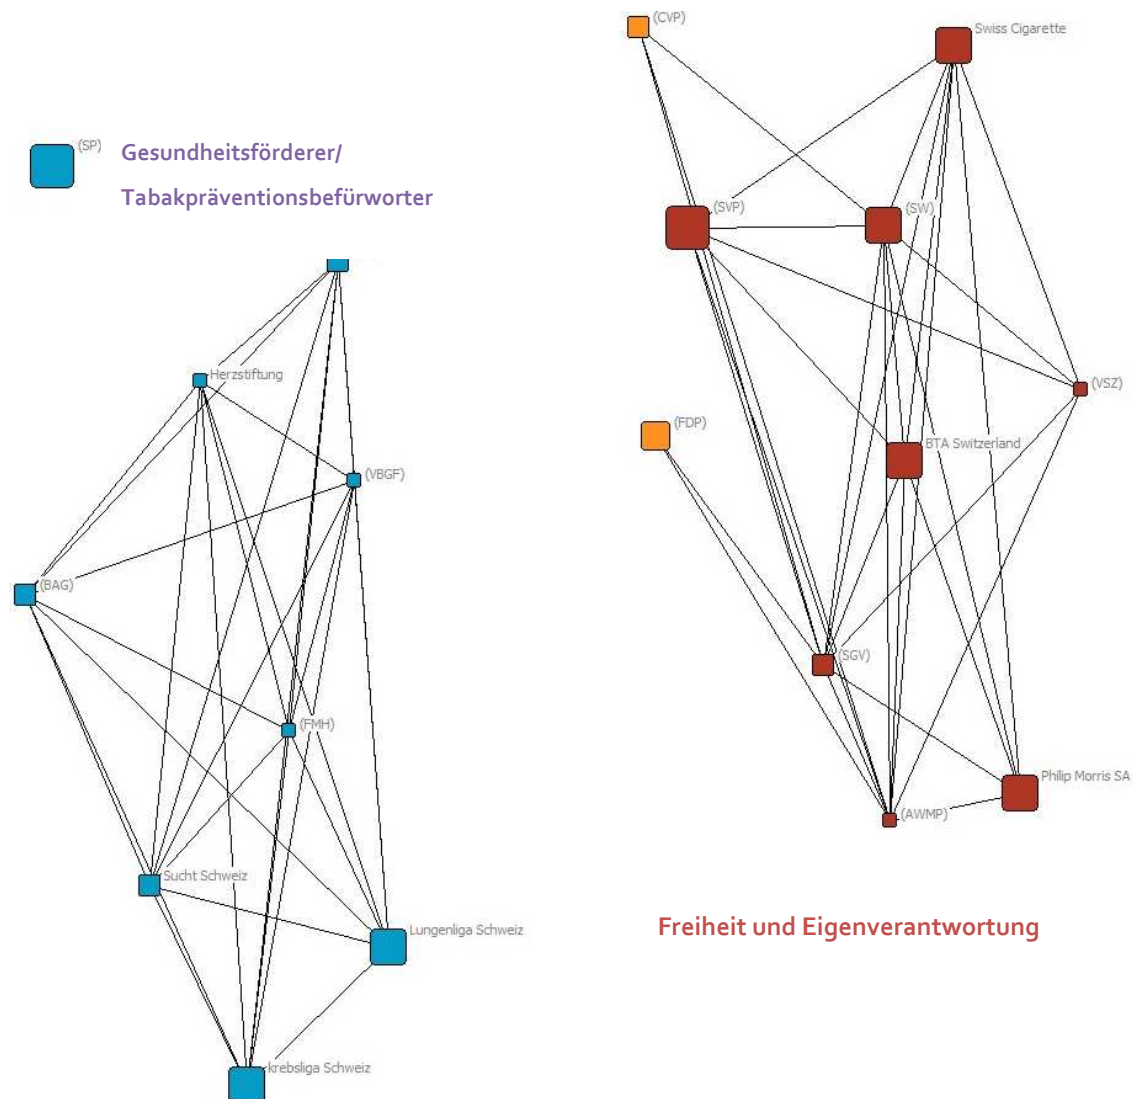 (CVP)
Swiss Cigarette
(SP)
Gesundheitsförderer/
Tabakpräventionsbefürworter
(SVP)
(SW)
Herzstiftung
(VSZ)
(FDP)
BTA Switzerland
(VBGF)
(BAG)
(SGV)
(FMH)
Philip Morris SA
(AWMP)
Sucht Schweiz
Lungenliga Schweiz
Freiheit und Eigenverantwortung
krebsliga Schweiz